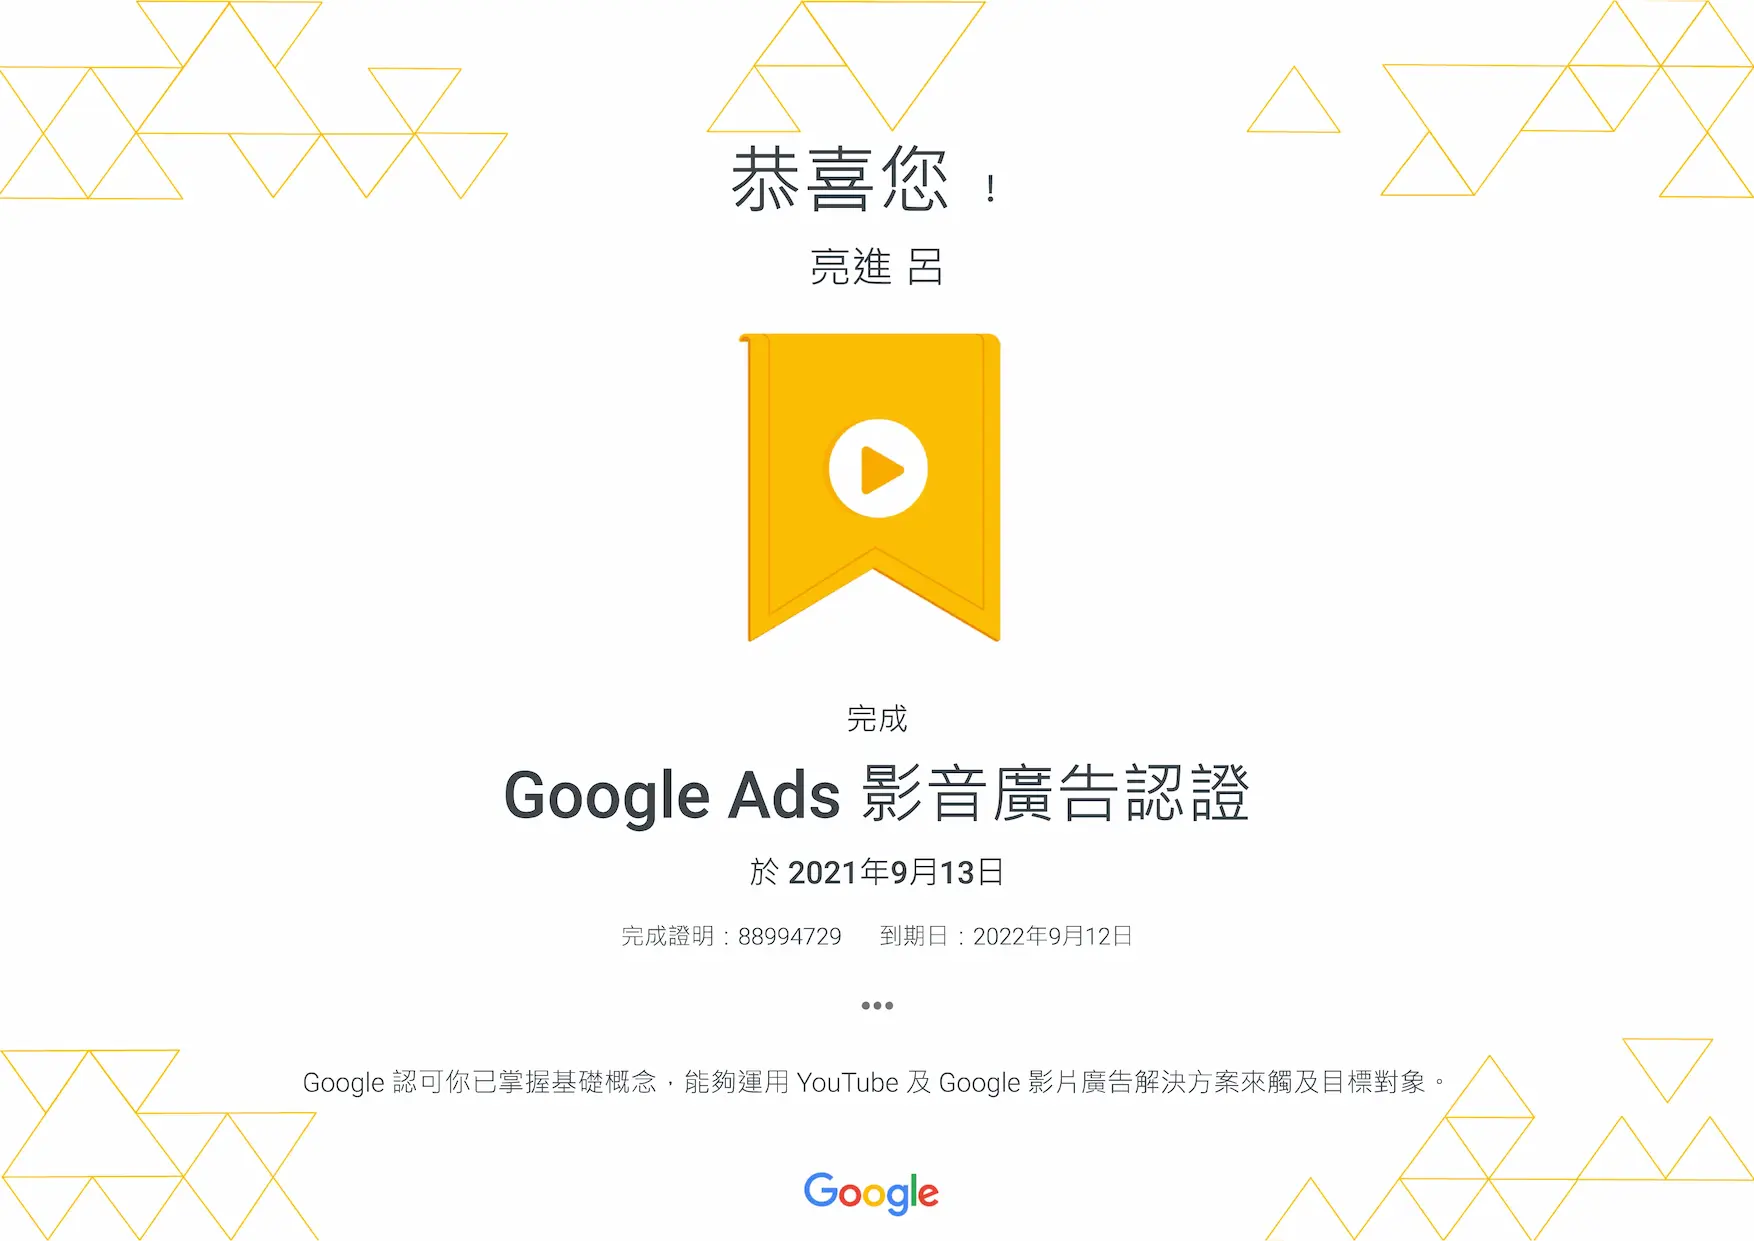 恭喜您 ！
亮進 呂
完成
Google Ads 影音廣告認證
於 2021年9月13日
完成證明：88994729 到期日：2022年9月12日
•••
Google 認可你已掌握基礎概念，能夠運用 YouTube 及 Google 影片廣告解決方案來觸及目標對象。
Google